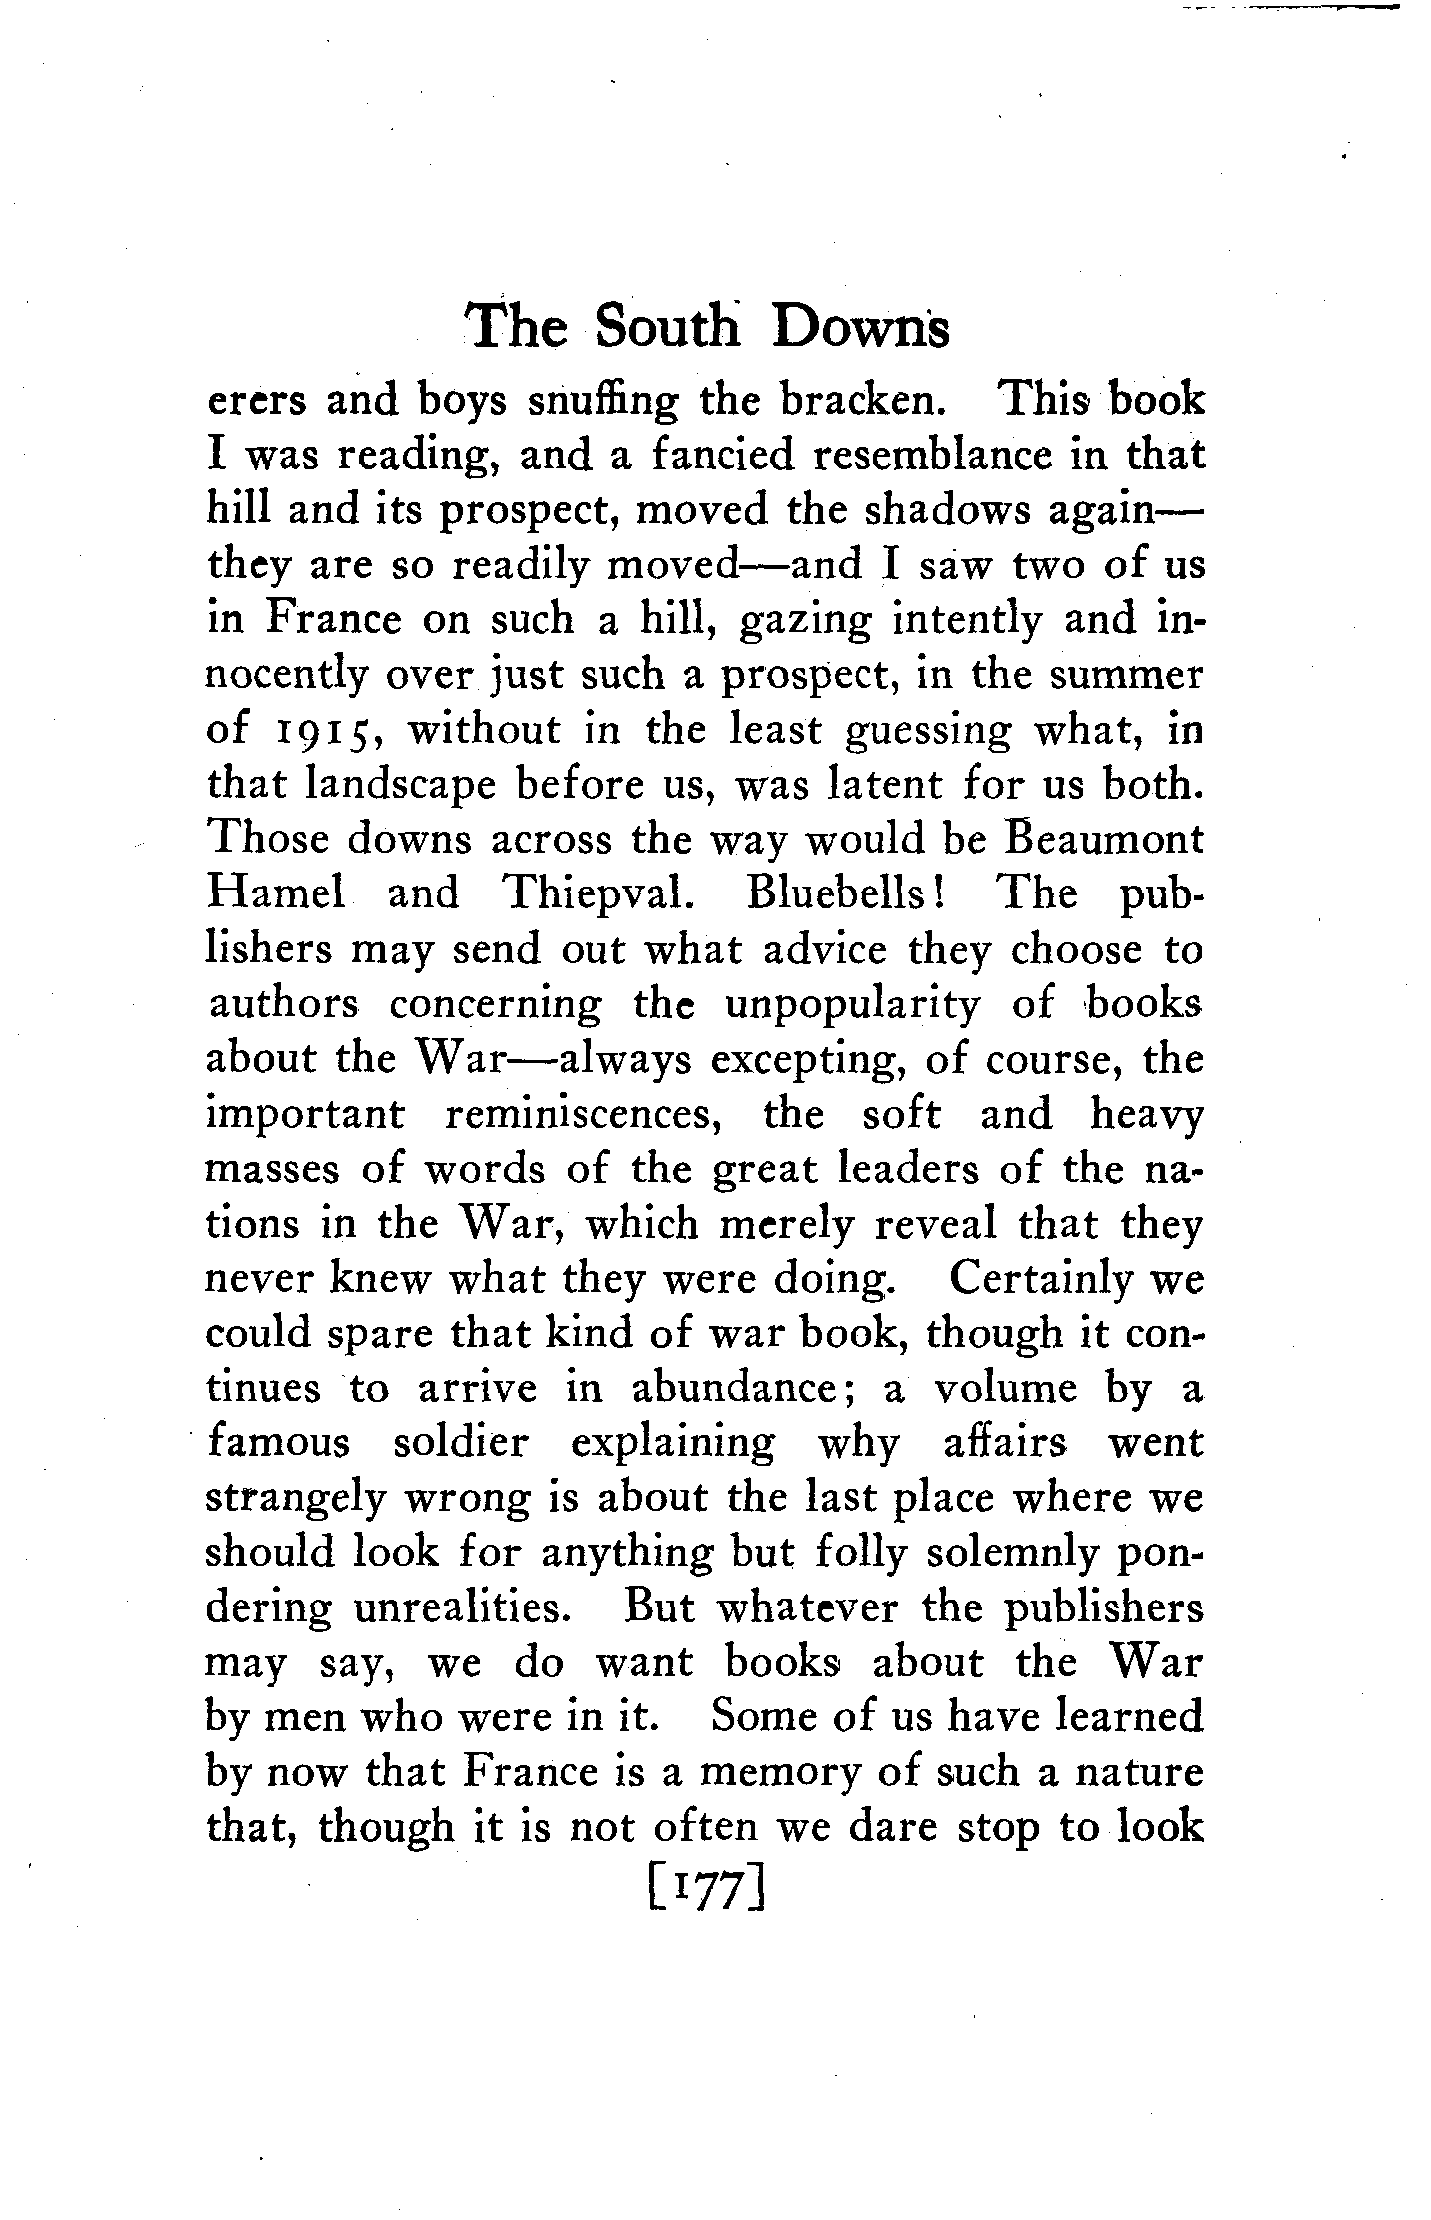 The South Downs
erers and boys snuffing the bracken. This book
I was reading, and a fancied resemblance in that
hill and its prospect, moved the shadows again—
they are so readily moved—and I saw two of us
in France on such a hill, gazing intently and in-
nocently over just such a prospect, in the summer
of 1915, without in the least guessing what, in
that landscape before us, was latent for us both.
Those downs across the way would be Beaumont
Hamel and Thiepval. Bluebells! The pub-
lishers may send out what advice they choose to
authors concerning the unpopularity of books
about the War—always excepting, of course, the
important reminiscences, the soft and heavy
masses of words of the great leaders of the na-
tions in the War, which merely reveal that they
never knew what they were doing. Certainly we
could spare that kind of war book, though it con-
tinues to arrive in abundance; a volume by a
famous soldier explaining why affairs went
strangely wrong is about the last place where we
should look for anything but folly solemnly pon-
dering unrealities. But whatever the publishers
may say, we do want books about the War
by men who were in it. Some of us have learned
by now that France is a memory of such a nature
that, though it is not often we dare stop to look
[177]